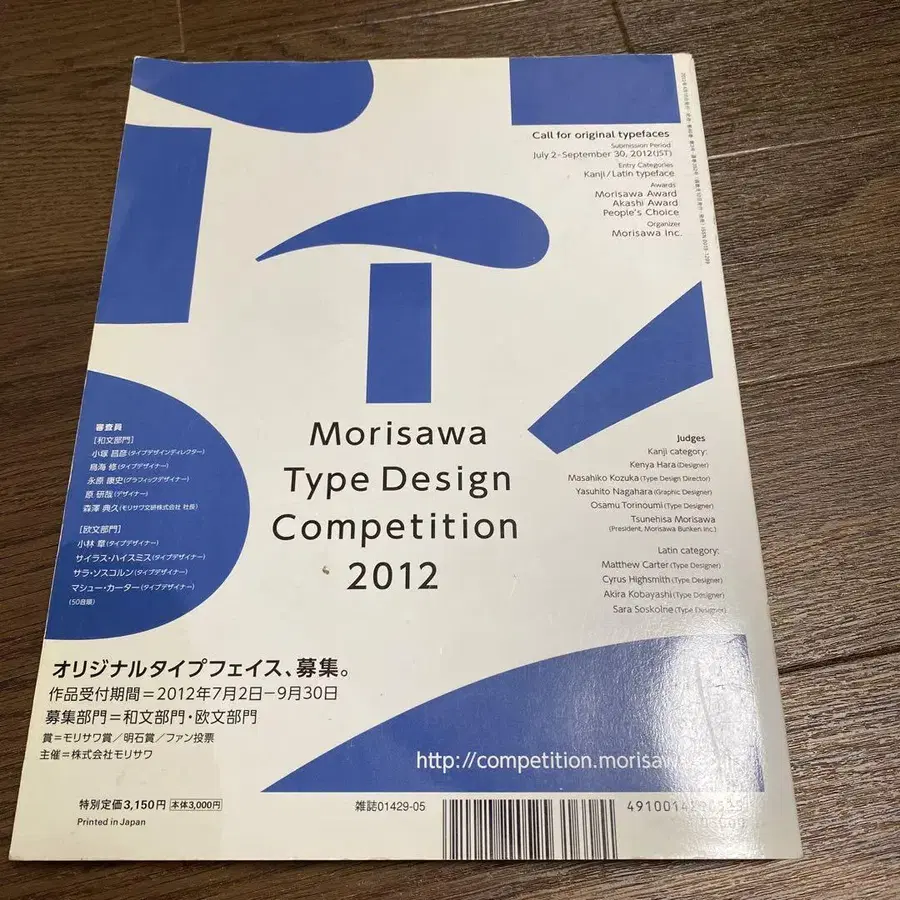 Call for original typefaces
Submission Period
July 2-September 30, 2012(JST)
Entry Categories
Kanji/Latin typeface
Awards
Morisawa Award
Akashi Award
People's Choice
Organizer
Morisawa Inc.
Morisawa
Type Design
Competition
2012
審査員
[和文部門]
小塚 昌彦(タイプデザインディレクター)
鳥海 修(タイプデザイナー)
永原 康史(グラフィックデザイナー)
原 研哉(デザイナー)
森澤 典久(モリサワ文研株式会社 社長)
[欧文部門]
小林 章(タイプデザイナー)
サイラス・ハイスミス(タイプデザイナー)
サラ・ソスコルン(タイプデザイナー)
マシュー・カーター(タイプデザイナー)
(50音順)
Judges
Kanji category:
Kenya Hara(Designer)
Masahiko Kozuka(Type Design Director)
Yasuhito Nagahara(Graphic Designer)
Osamu Torinoumi(Type Designer)
Tsunehisa Morisawa
(President, Morisawa Bunken Inc.)
Latin category:
Matthew Carter(Type Designer)
Cyrus Highsmith(Type Designer)
Akira Kobayashi(Type Designer)
Sara Soskolne(Type Designer)
オリジナルタイプフェイス、募集。
作品受付期間=2012年7月2日-9月30日
募集部門=和文部門・欧文部門
賞=モリサワ賞/明石賞/ファン投票
主催=株式会社モリサワ
http://competition.morisawa
特別定価3,150円 本体3,000円
Printed in Japan
雑誌01429-05